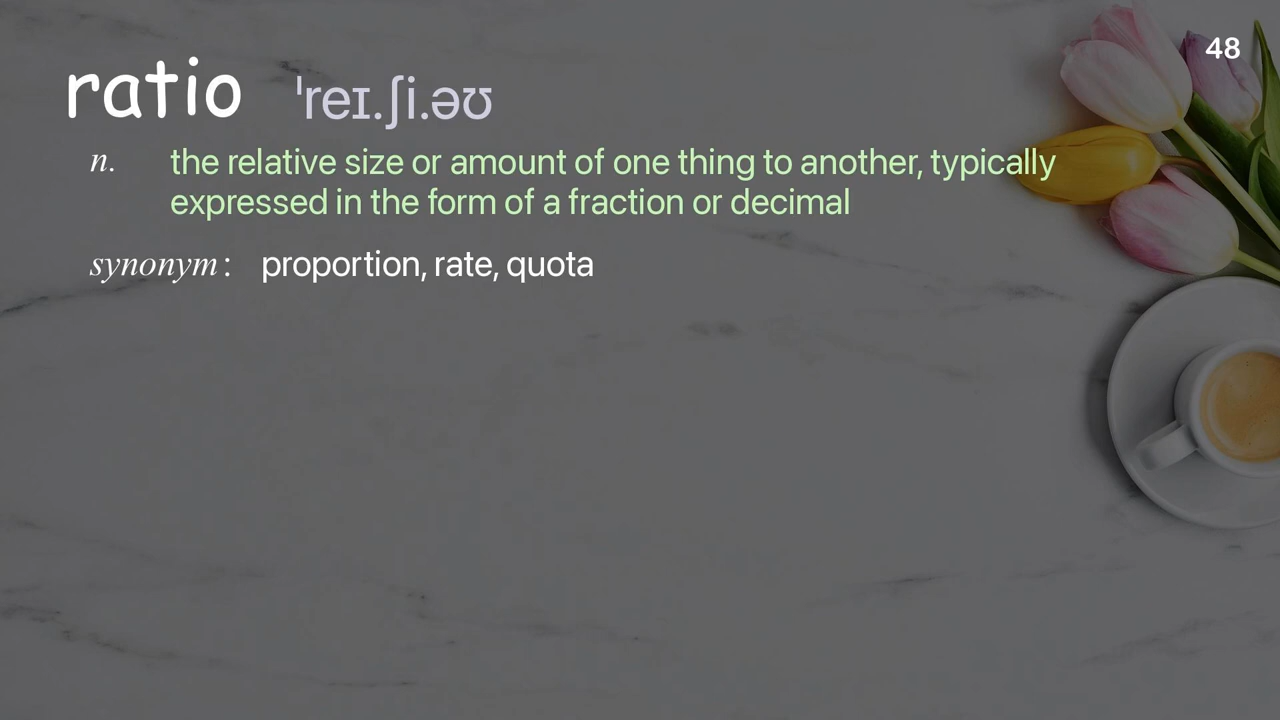 48
ratio ˈreɪ.ʃi.əʊ
n. the relative size or amount of one thing to another, typically
expressed in the form of a fraction or decimal
synonym: proportion, rate, quota